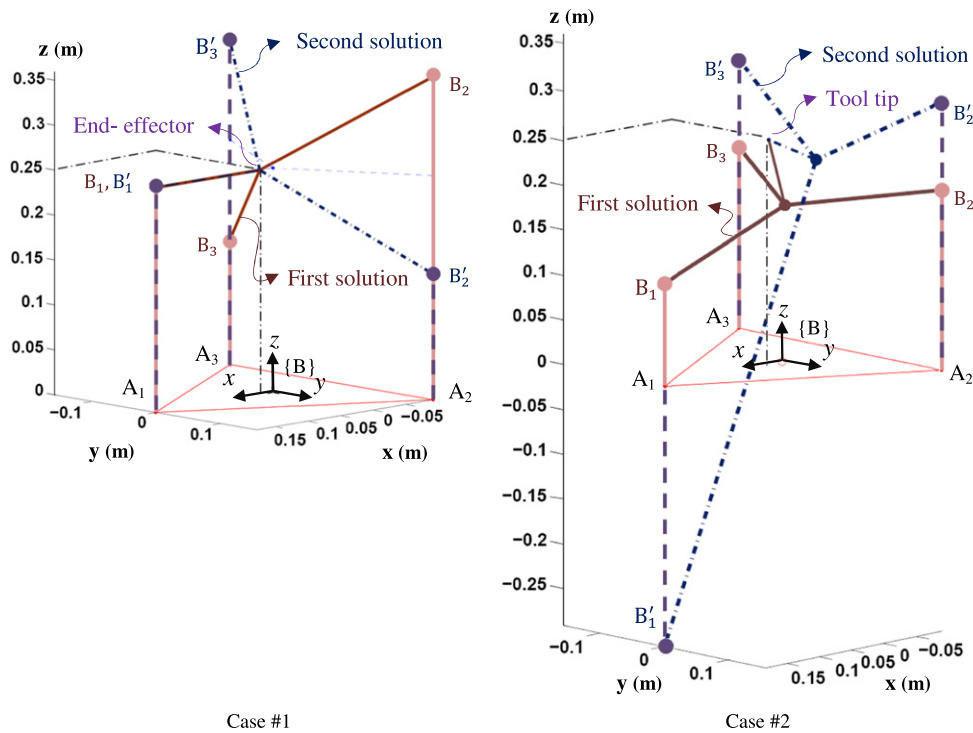 z (m)
0.35
0.3
0.25
0.2
0.15
0.1
0.05
0
−0.1
0
0.1
y (m)
0.15
0.1
0.05
0
−0.05
x (m)
B′3
Second solution
B2
End- effector
B1, B′1
B3
First solution
B′2
A3
{B}
z
x
y
A1
A2
Case #1
z (m)
0.35
0.3
0.25
0.2
0.15
0.1
0.05
0
−0.05
−0.1
−0.15
−0.2
−0.25
−0.1
0
0.1
y (m)
0.15
0.1
0.05
0
−0.05
x (m)
Second solution
B′3
Tool tip
B′2
B3
First solution
B2
B1
A3
z
{B}
x
y
A1
A2
B′1
Case #2